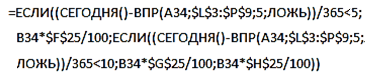 =ЕСЛИ((СЕГОДНЯ()-ВПР(A34;$L$3:$P$9;5;ЛОЖЬ))/365<5;
B34*$F$25/100;ЕСЛИ((СЕГОДНЯ()-ВПР(A34;$L$3:$P$9;5;
ЛОЖЬ))/365<10;B34*$G$25/100;B34*$H$25/100))